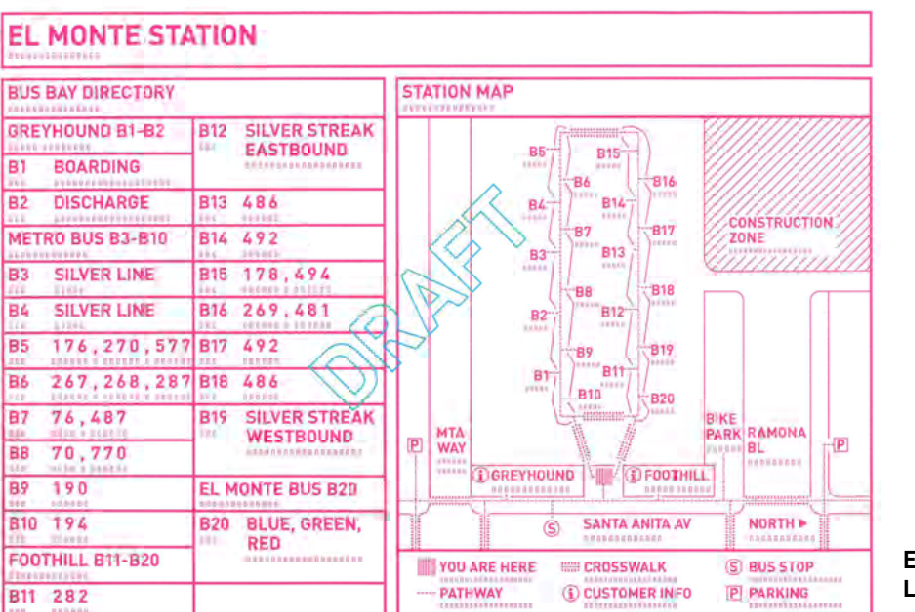 EL MONTE STATION
BUS BAY DIRECTORY
GREYHOUND B1-B2
B1 BOARDING
B2 DISCHARGE
METRO BUS B3-B10
B3 SILVER LINE
B4 SILVER LINE
B5 176,270,577
B6 267,268,287
B7 76,487
B8 70,770
B9 190
B10 194
FOOTHILL B11-B20
B11 282
B12 SILVER STREAK
EASTBOUND
B13 486
B14 492
B15 178,494
B16 269,481
B17 492
B18 486
B19 SILVER STREAK
WESTBOUND
EL MONTE BUS B20
B20 BLUE, GREEN,
RED
STATION MAP
B5
B15
B6
B16
B4
B14
B7
B17
B3
B13
CONSTRUCTION
ZONE
B8
B18
B2
B12
B9
B19
B1
B11
B10
B20
P
MTA
WAY
BIKE
PARK
RAMONA
BL
P
i GREYHOUND
i FOOTHILL
S
SANTA ANITA AV
NORTH ▶
YOU ARE HERE
CROSSWALK
S BUS STOP
PATHWAY
i CUSTOMER INFO
P PARKING
DRAFT
E
L